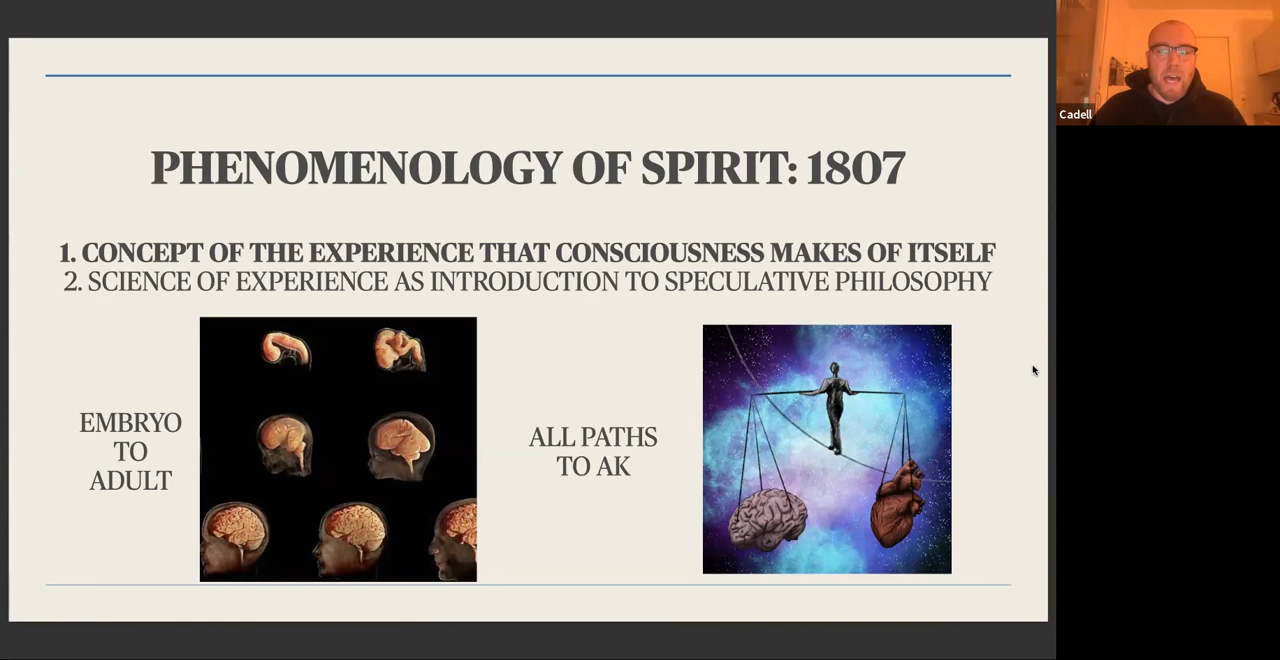 PHENOMENOLOGY OF SPIRIT: 1807
1. CONCEPT OF THE EXPERIENCE THAT CONSCIOUSNESS MAKES OF ITSELF
2. SCIENCE OF EXPERIENCE AS INTRODUCTION TO SPECULATIVE PHILOSOPHY
EMBRYO
TO
ADULT
ALL PATHS
TO AK
Cadell